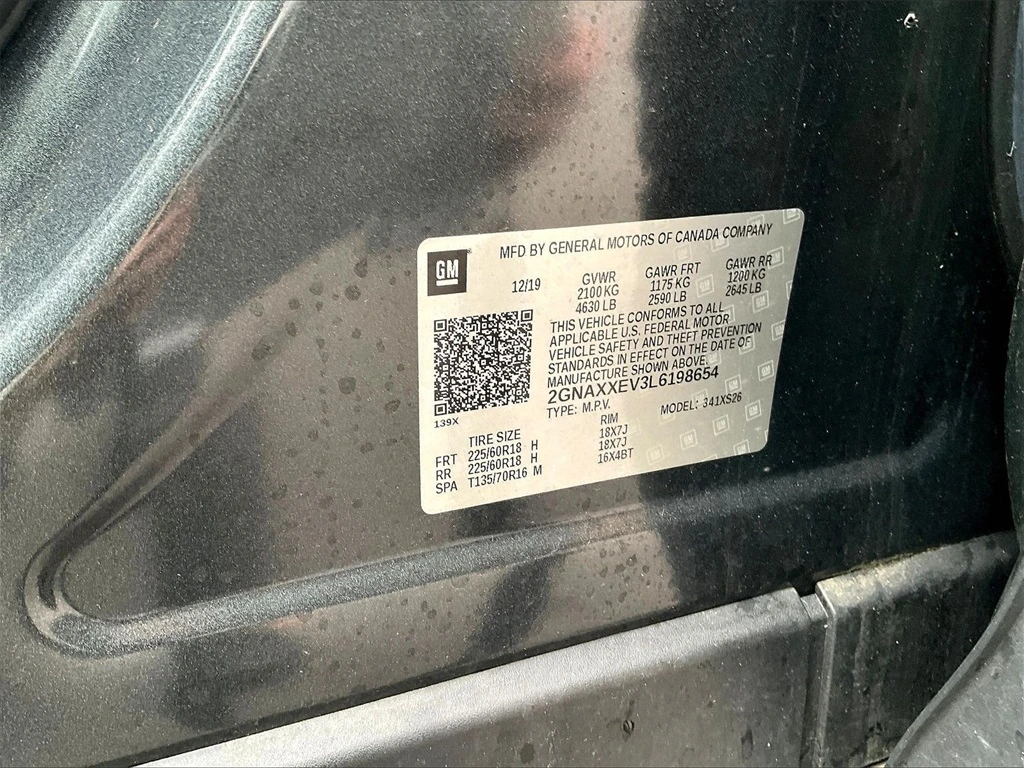 GM
MFD BY GENERAL MOTORS OF CANADA COMPANY
12/19
GVWR
2100 KG
4630 LB
GAWR FRT
1175 KG
2590 LB
GAWR RR
1200 KG
2645 LB
THIS VEHICLE CONFORMS TO ALL
APPLICABLE U.S. FEDERAL MOTOR
VEHICLE SAFETY AND THEFT PREVENTION
STANDARDS IN EFFECT ON THE DATE OF
MANUFACTURE SHOWN ABOVE.
2GNAXXEV3L6198654
TYPE: M.P.V.
MODEL: 341XS26
139X
TIRE SIZE
RIM
FRT 225/60R18 H 18X7J
RR 225/60R18 H 18X7J
SPA T135/70R16 M 16X4BT